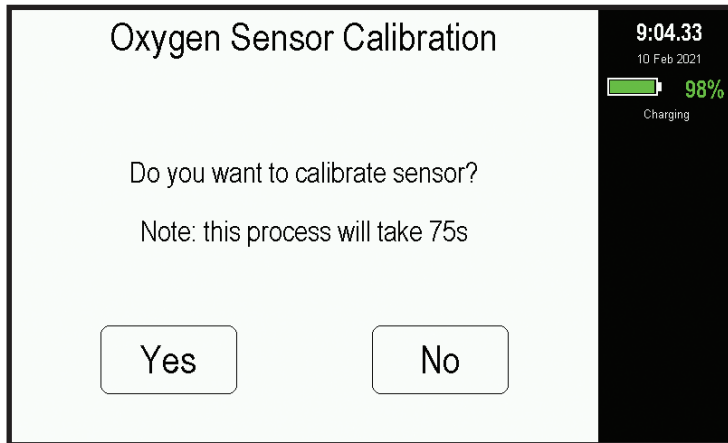 Oxygen Sensor Calibration
Do you want to calibrate sensor?
Note: this process will take 75s
Yes
No
9:04.33
10 Feb 2021
98%
Charging